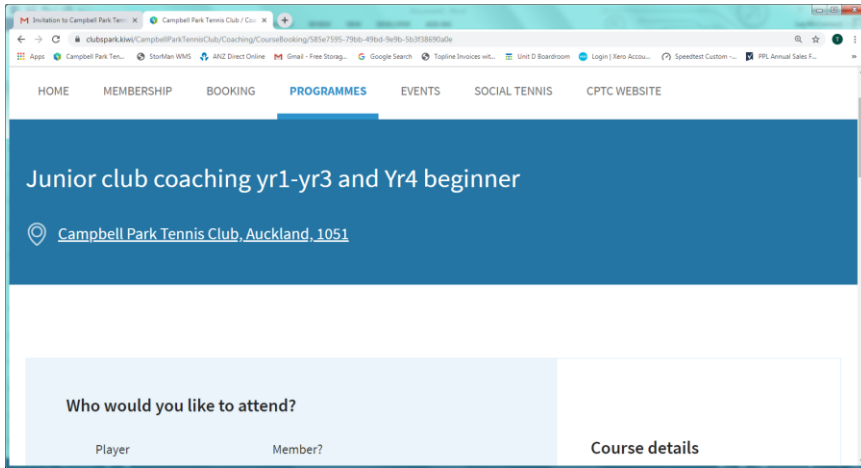 Invitation to Campbell Park Tenn
Campbell Park Tennis Club / Coa
clubspark.kiwi/CampbellParkTennisClub/Coaching/CourseBooking/585e7595-79bb-49bd-9e9b-5b3f38690a0e
Apps Campbell Park Ten... StorMan WMS ANZ Direct Online Gmail - Free Storag... Google Search Topline Invoices wit... Unit D Boardroom Login | Xero Accou... Speedtest Custom -... PPL Annual Sales F...
HOME MEMBERSHIP BOOKING PROGRAMMES EVENTS SOCIAL TENNIS CPTC WEBSITE
Junior club coaching yr1-yr3 and Yr4 beginner
Campbell Park Tennis Club, Auckland, 1051
Who would you like to attend?
Player Member?
Course details